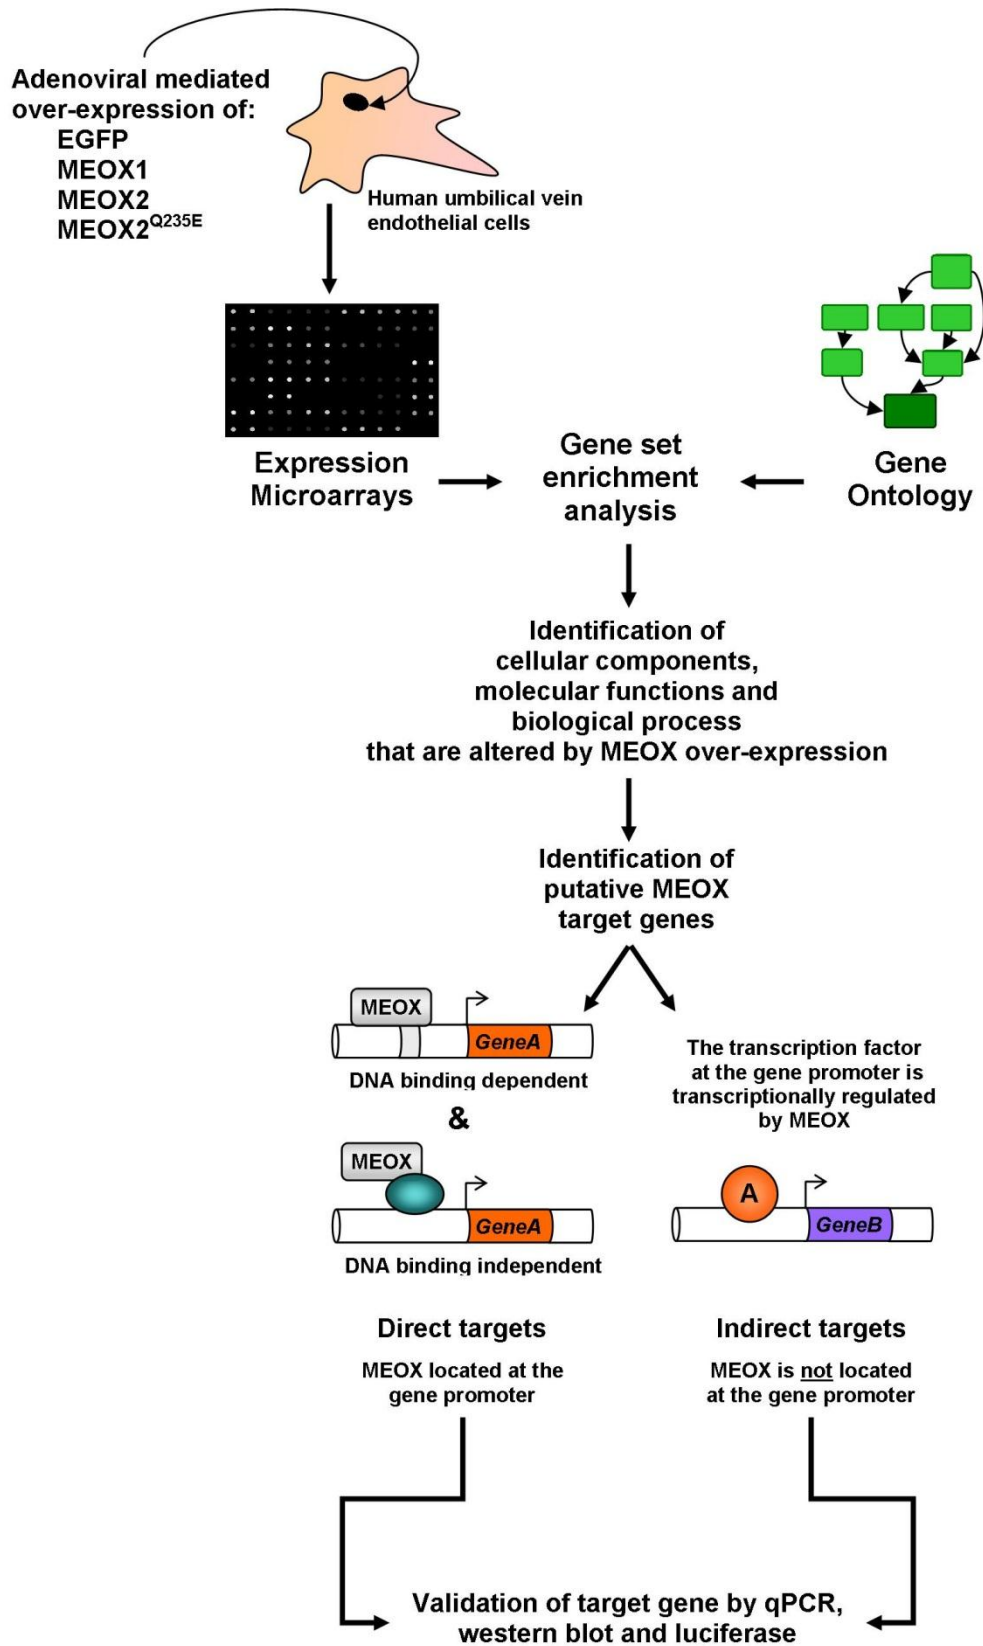 Adenoviral mediated
over-expression of:
EGFP
MEOX1
MEOX2
MEOX2Q235E
Human umbilical vein
endothelial cells
Expression
Microarrays
Gene set
enrichment
analysis
Gene
Ontology
Identification of
cellular components,
molecular functions and
biological process
that are altered by MEOX over-expression
Identification of
putative MEOX
target genes
MEOX
GeneA
DNA binding dependent
&
MEOX
GeneA
DNA binding independent
The transcription factor
at the gene promoter is
transcriptionally regulated
by MEOX
A
GeneB
Direct targets
MEOX located at the
gene promoter
Indirect targets
MEOX is not located
at the gene promoter
Validation of target gene by qPCR,
western blot and luciferase